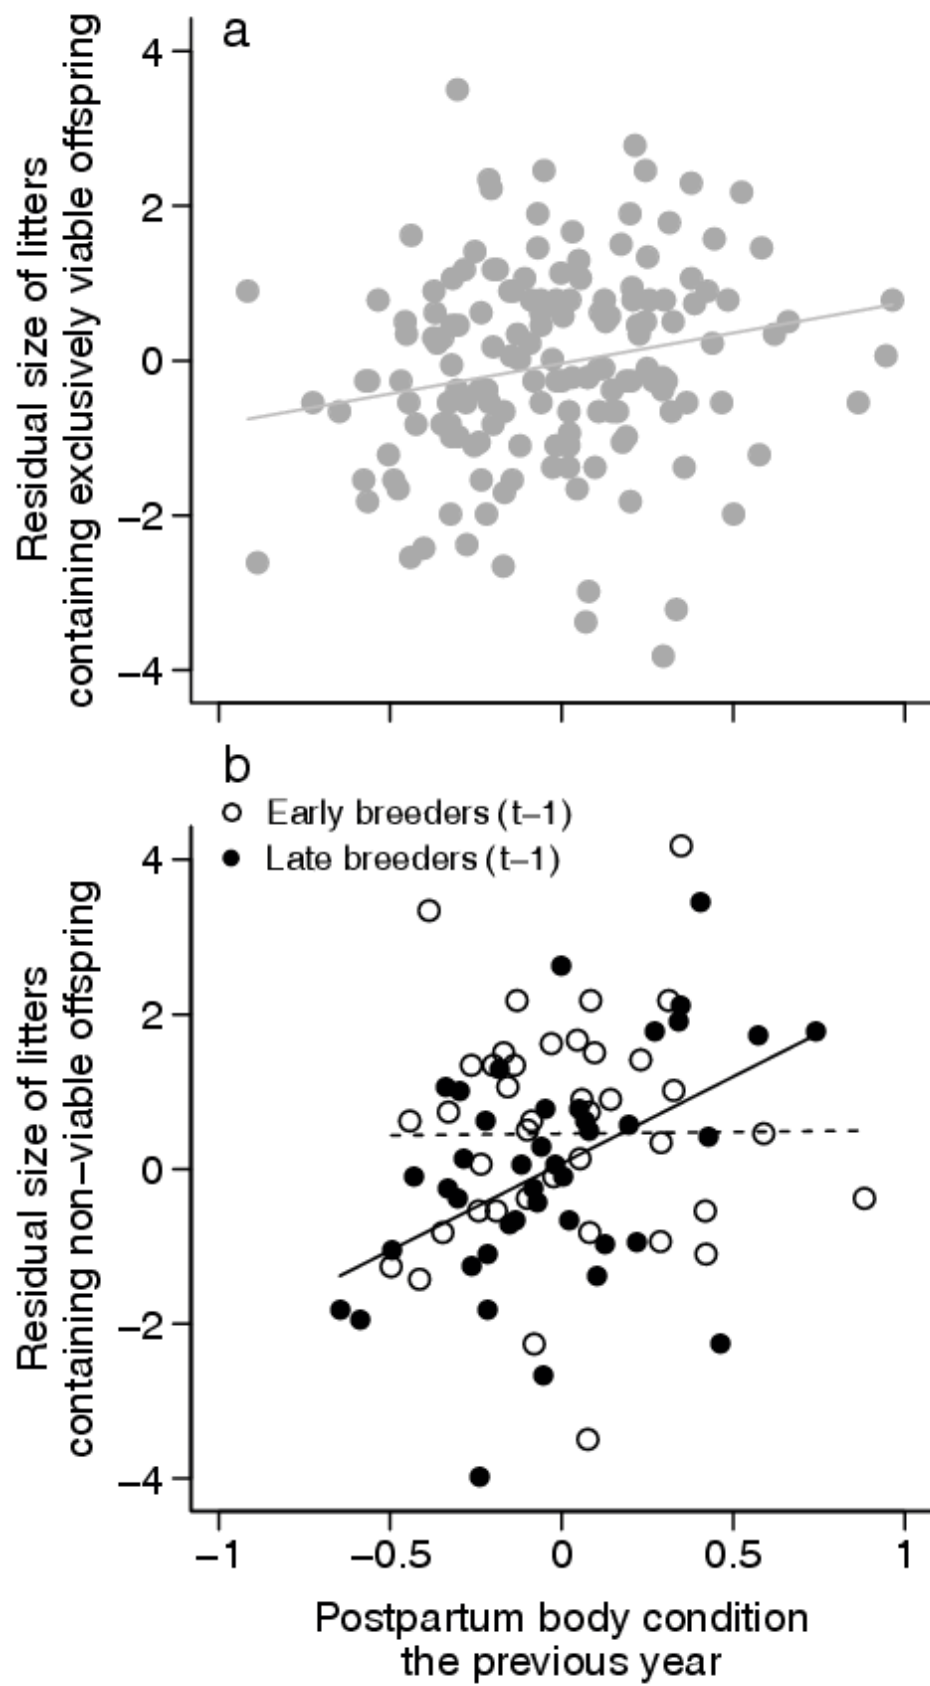 a
Residual size of litters
containing exclusively viable offspring
4
2
0
−2
−4
b
Early breeders (t−1)
Late breeders (t−1)
Residual size of litters
containing non−viable offspring
4
2
0
−2
−4
−1 −0.5 0 0.5 1
Postpartum body condition
the previous year